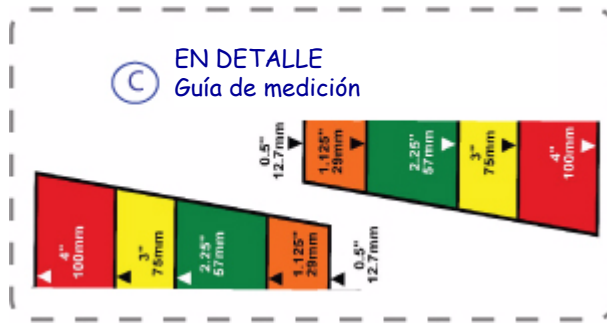 C
EN DETALLE
Guía de medición
0.5"
12.7mm
1.125"
29mm
2.25"
57mm
3"
75mm
4"
100mm
4"
100mm
3"
75mm
2.25"
57mm
1.125"
29mm
0.5"
12.7mm